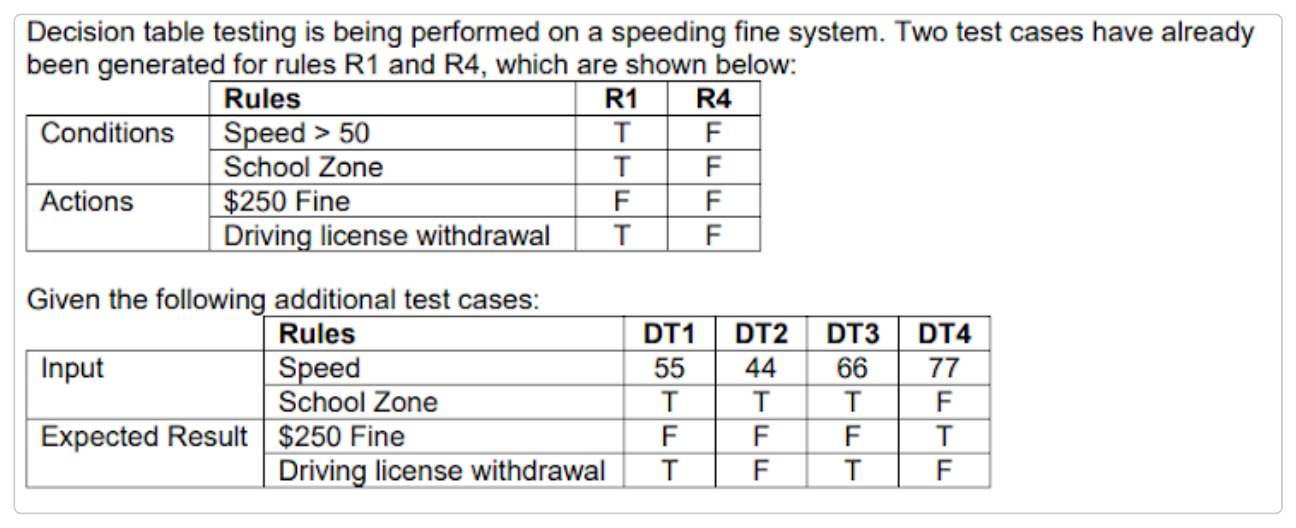 Decision table testing is being performed on a speeding fine system. Two test cases have already
been generated for rules R1 and R4, which are shown below:
Rules R1 R4
Conditions Speed > 50 T F
School Zone T F
Actions $250 Fine F F
Driving license withdrawal T F
Given the following additional test cases:
Rules DT1 DT2 DT3 DT4
Input Speed 55 44 66 77
School Zone T T T F
Expected Result $250 Fine F F F T
Driving license withdrawal T F T F